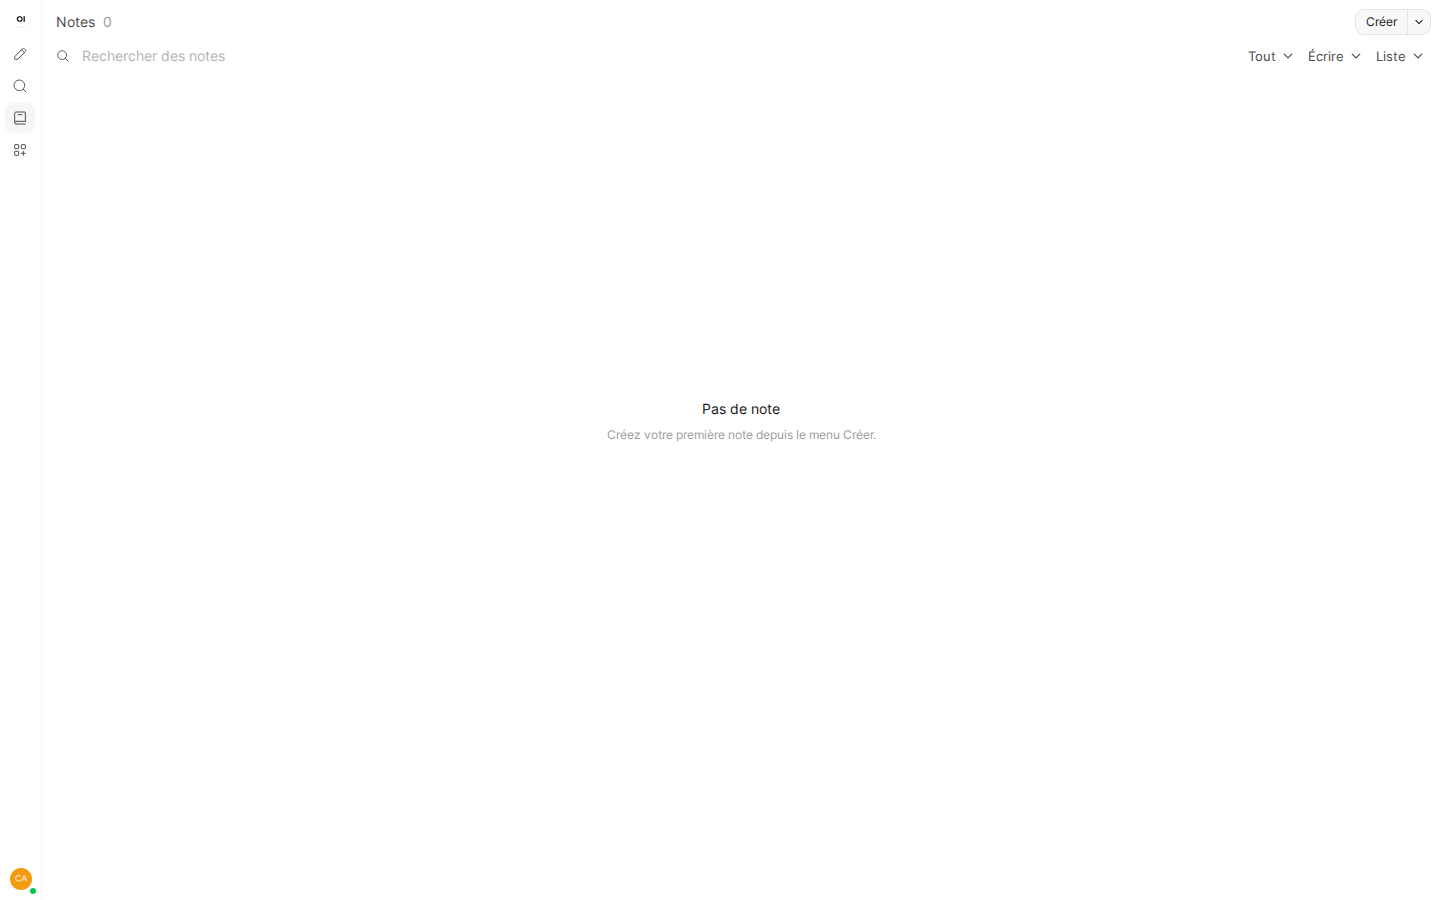 OI
Notes 0
Créer
Rechercher des notes
Tout
Écrire
Liste
Pas de note
Créez votre première note depuis le menu Créer.
CA